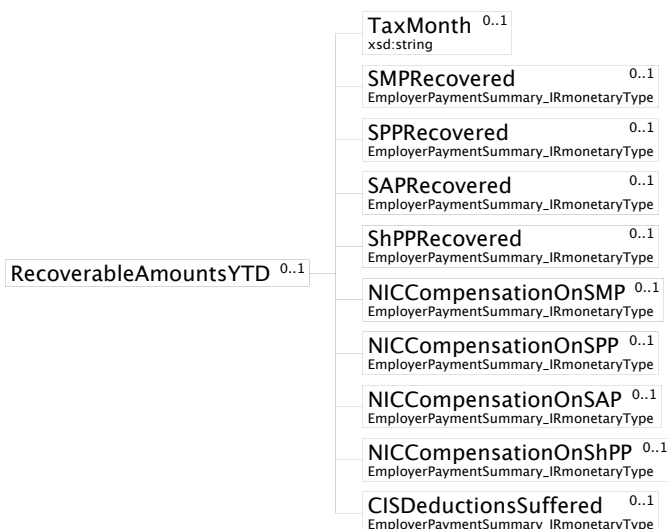 TaxMonth 0..1
xsd:string
SMPRecovered 0..1
EmployerPaymentSummary_IRmonetaryType
SPPRecovered 0..1
EmployerPaymentSummary_IRmonetaryType
SAPRecovered 0..1
EmployerPaymentSummary_IRmonetaryType
ShPPRecovered 0..1
EmployerPaymentSummary_IRmonetaryType
RecoverableAmountsYTD 0..1
NICCompensationOnSMP 0..1
EmployerPaymentSummary_IRmonetaryType
NICCompensationOnSPP 0..1
EmployerPaymentSummary_IRmonetaryType
NICCompensationOnSAP 0..1
EmployerPaymentSummary_IRmonetaryType
NICCompensationOnShPP 0..1
EmployerPaymentSummary_IRmonetaryType
CISDeductionsSuffered 0..1
EmployerPaymentSummary_IRmonetaryType